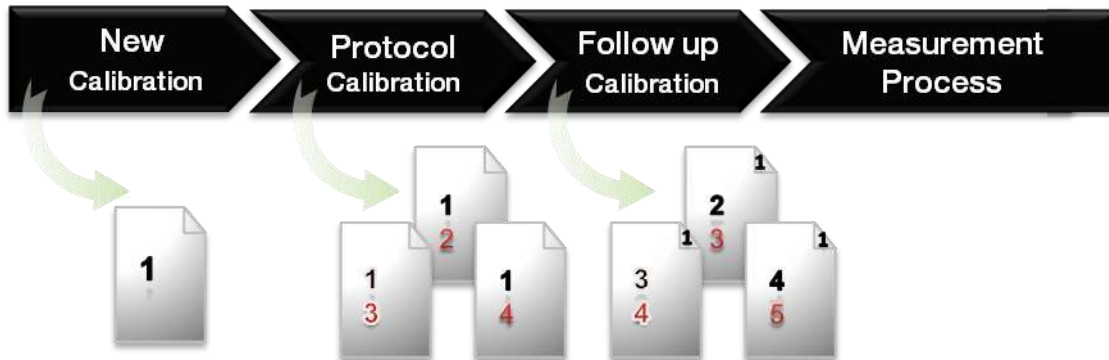 New
Calibration
Protocol
Calibration
Follow up
Calibration
Measurement
Process
1
1
2
1
3
1
4
1
2
3
1
3
4
1
4
5